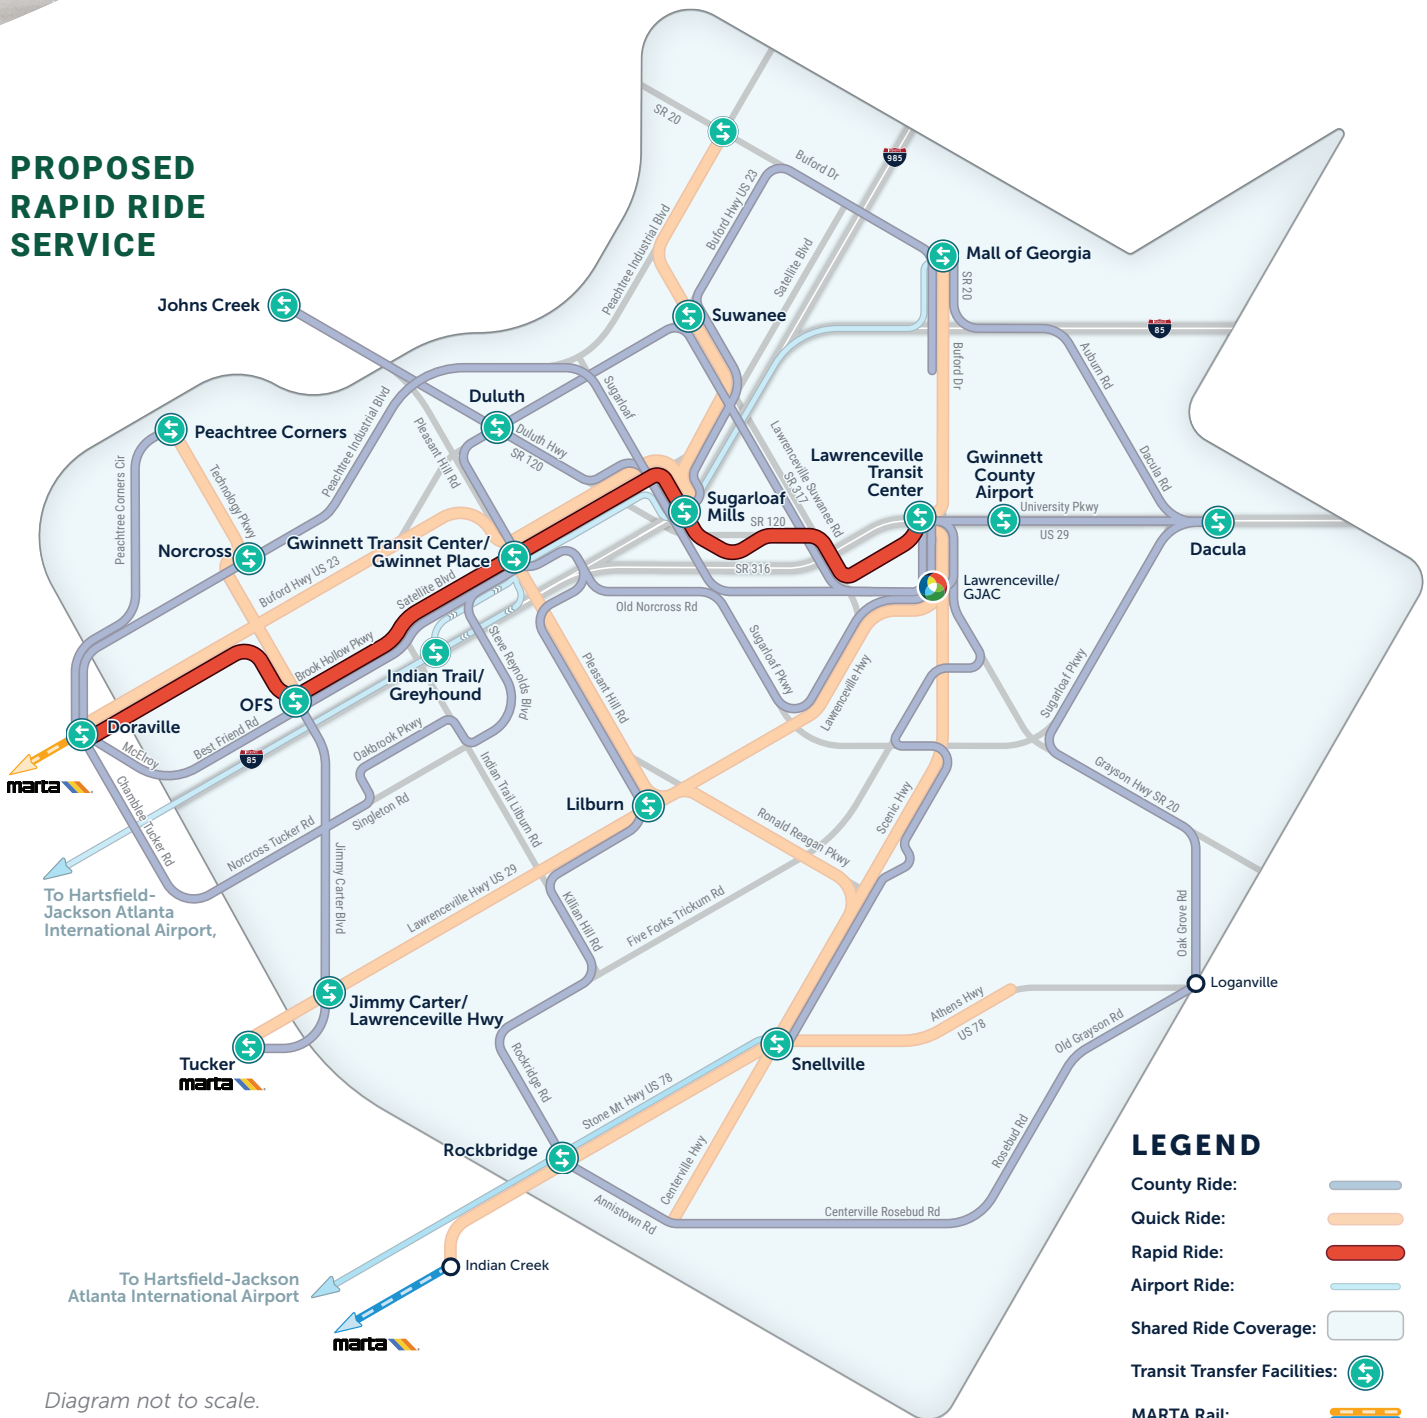 PROPOSED
RAPID RIDE
SERVICE
SR 20
Buford Dr
985
Peachtree Industrial Blvd
Buford Hwy US 23
Satellite Blvd
Mall of Georgia
SR 20
Johns Creek
Suwanee
85
Buford Dr
Auburn Rd
Duluth
Sugarloaf
Peachtree Corners
Peachtree Industrial Blvd
Pleasant Hill Rd
Duluth Hwy
SR 120
Lawrenceville Suwanee Rd
SR 317
Lawrenceville
Transit
Center
Gwinnett
County
Airport
Dacula Rd
Peachtree Corners Cir
Technology Pkwy
Sugarloaf
Mills
SR 120
University Pkwy
US 29
Dacula
Norcross
Gwinnett Transit Center/
Gwinnet Place
Buford Hwy US 23
Satellite Blvd
SR 316
Lawrenceville/
GJAC
Old Norcross Rd
Brook Hollow Pkwy
Steve Reynolds Blvd
Indian Trail/
Greyhound
Pleasant Hill Rd
Sugarloaf Pkwy
Lawrenceville Hwy
Sugarloaf Pkwy
OFS
Doraville
McElroy
Best Friend Rd
85
Oakbrook Pkwy
marta
Chamblee Tucker Rd
Indian Trail Lilburn Rd
Grayson Hwy SR 20
Lilburn
Singleton Rd
Norcross Tucker Rd
Ronald Reagan Pkwy
Scenic Hwy
To Hartsfield-
Jackson Atlanta
International Airport,
Jimmy Carter Blvd
Lawrenceville Hwy US 29
Killian Hill Rd
Five Forks Trickum Rd
Oak Grove Rd
Jimmy Carter/
Lawrenceville Hwy
Loganville
Athens Hwy
US 78
Tucker
marta
Old Grayson Rd
Snellville
Rockridge Rd
Stone Mt Hwy US 78
Rockbridge
Centerville Hwy
Rosebud Rd
Annistown Rd
Centerville Rosebud Rd
Indian Creek
To Hartsfield-Jackson
Atlanta International Airport
marta
LEGEND
County Ride:
Quick Ride:
Rapid Ride:
Airport Ride:
Shared Ride Coverage:
Transit Transfer Facilities:
MARTA Rail:
Diagram not to scale.